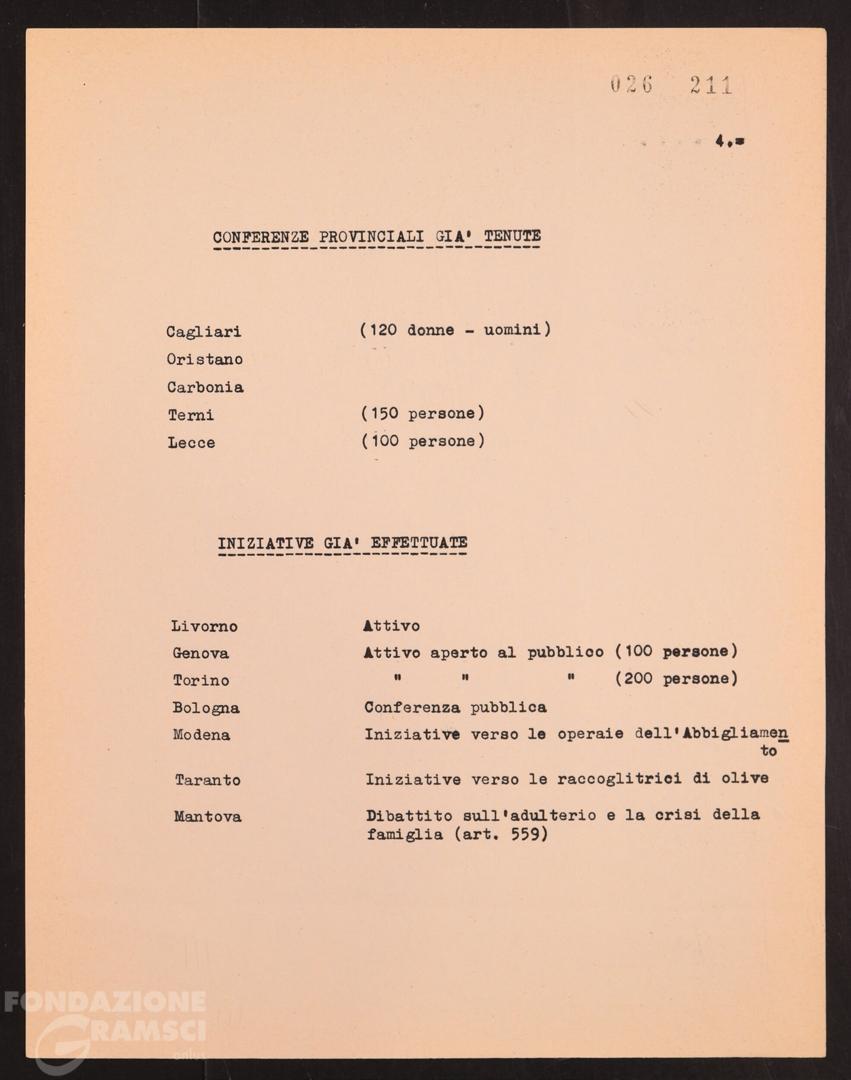 026 211
4.=
CONFERENZE PROVINCIALI GIA' TENUTE
Cagliari (120 donne - uomini)
Oristano
Carbonia
Terni (150 persone)
Lecce (100 persone)
INIZIATIVE GIA' EFFETTUATE
Livorno Attivo
Genova Attivo aperto al pubblico (100 persone)
Torino " " " (200 persone)
Bologna Conferenza pubblica
Modena Iniziative verso le operaie dell'Abbigliamen
to
Taranto Iniziative verso le raccoglitrici di olive
Mantova Dibattito sull'adulterio e la crisi della
famiglia (art. 559)
FONDAZIONE
GRAMSCI
onlus